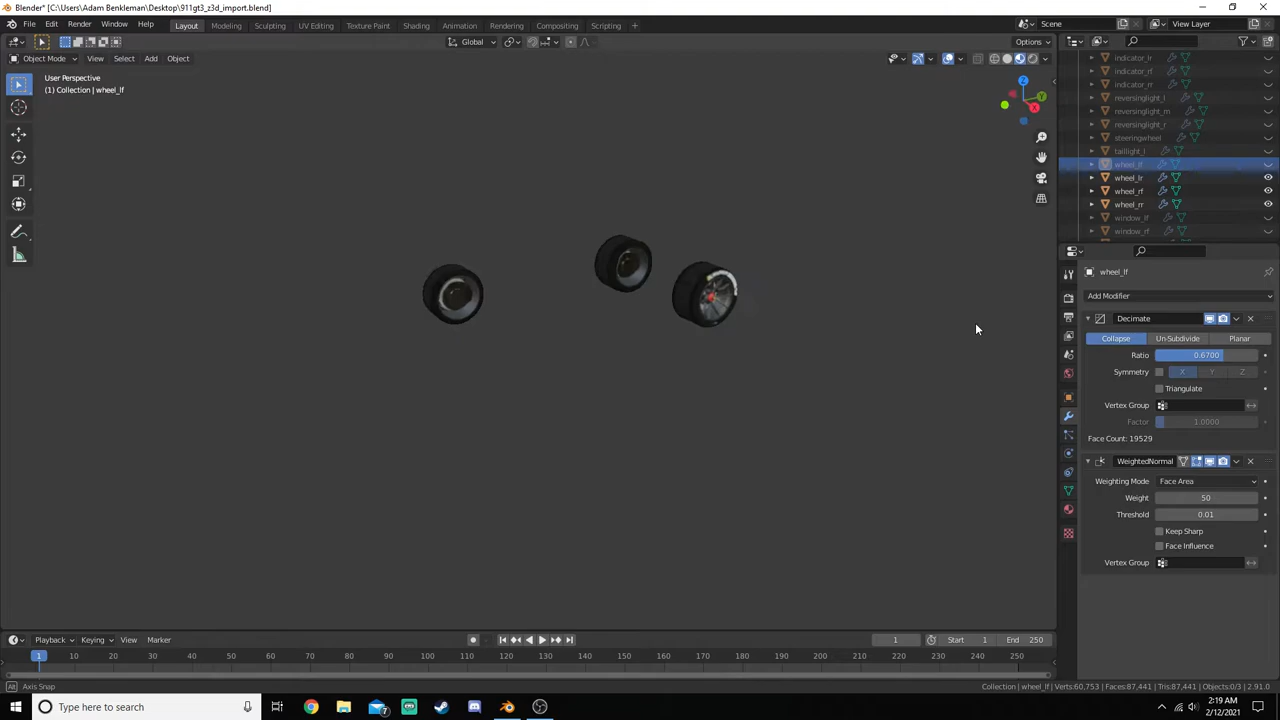 Blender* [C:\Users\Adam Benkleman\Desktop\911gt3_z3d_import.blend]
File Edit Render Window Help
Layout Modeling Sculpting UV Editing Texture Paint Shading Animation Rendering Compositing Scripting +
Scene
View Layer
Global
Options
Object Mode View Select Add Object
User Perspective
(1) Collection | wheel_lf
Z
Y
X
indicator_lr
indicator_rf
indicator_rr
reversinglight_l
reversinglight_m
reversinglight_r
steeringwheel
taillight_l
wheel_lf
wheel_lr
wheel_rf
wheel_rr
window_lf
window_rf
wheel_lf
Add Modifier
Decimate
Collapse Un-Subdivide Planar
Ratio 0.6700
Symmetry X Y Z
Triangulate
Vertex Group
Factor 1.0000
Face Count: 19529
WeightedNormal
Weighting Mode Face Area
Weight 50
Threshold 0.01
Keep Sharp
Face Influence
Vertex Group
Playback Keying View Marker
1 Start 1 End 250
1 10 20 30 40 50 60 70 80 90 100 110 120 130 140 150 160 170 180 190 200 210 220 230 240 250
Alt Axis Snap
Collection | wheel_lf | Verts:60,753 | Faces:87,441 | Tris:87,441 | Objects:0/3 | 2.91.0
Type here to search
7
2:19 AM
2/12/2021